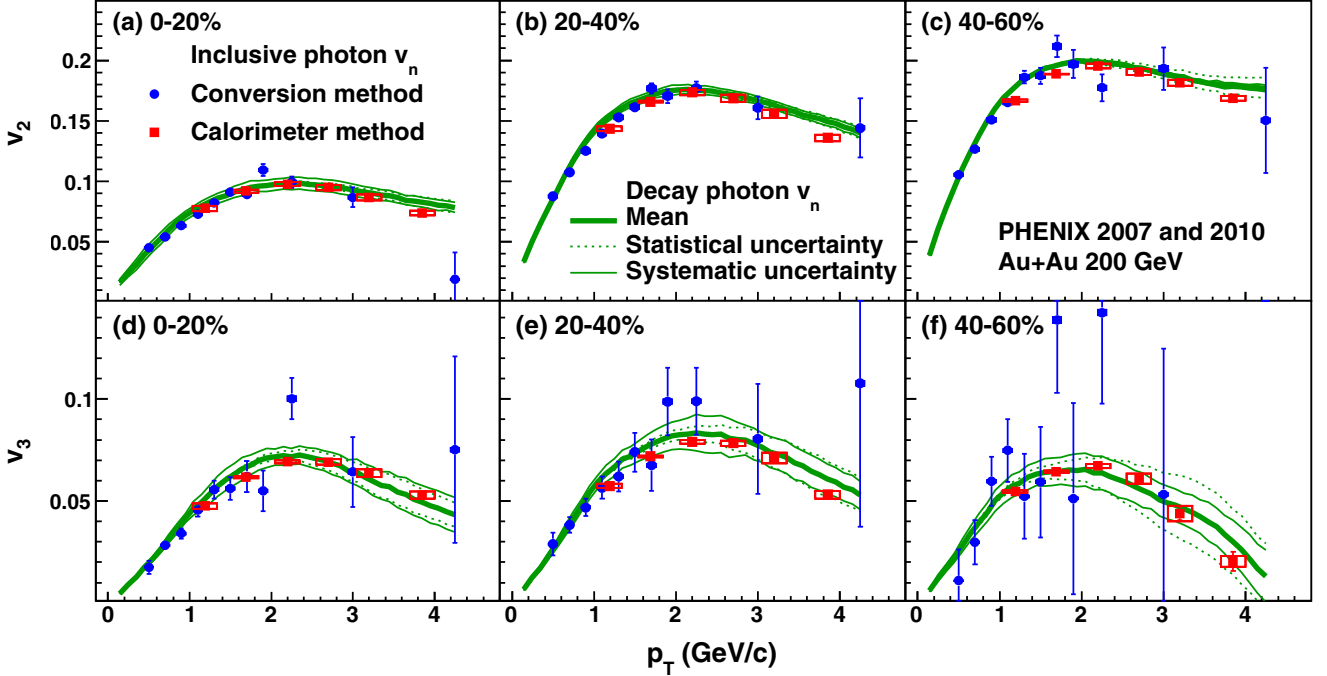 (a) 0-20%
(b) 20-40%
(c) 40-60%
Inclusive photon v_n
Conversion method
Calorimeter method
0.2
0.15
0.1
0.05
v_2
Decay photon v_n
Mean
Statistical uncertainty
Systematic uncertainty
PHENIX 2007 and 2010
Au+Au 200 GeV
(d) 0-20%
(e) 20-40%
(f) 40-60%
0.1
0.05
v_3
0 1 2 3 4
0 1 2 3 4
0 1 2 3 4
p_T (GeV/c)